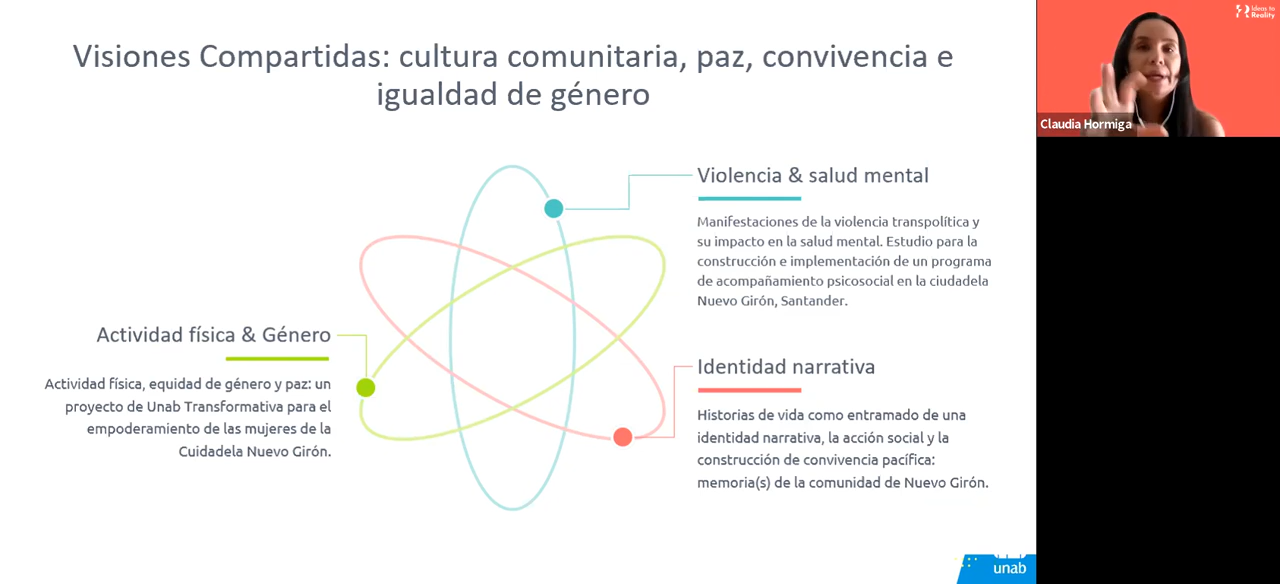 Visiones Compartidas: cultura comunitaria, paz, convivencia e
igualdad de género
Violencia & salud mental
Manifestaciones de la violencia transpolítica y
su impacto en la salud mental. Estudio para la
construcción e implementación de un programa
de acompañamiento psicosocial en la ciudadela
Nuevo Girón, Santander.
Actividad física & Género
Actividad física, equidad de género y paz: un
proyecto de Unab Transformativa para el
empoderamiento de las mujeres de la
Cuidadela Nuevo Girón.
Identidad narrativa
Historias de vida como entramado de una
identidad narrativa, la acción social y la
construcción de convivencia pacífica:
memoria(s) de la comunidad de Nuevo Girón.
unab
Ideas to
Reality
Claudia Hormiga